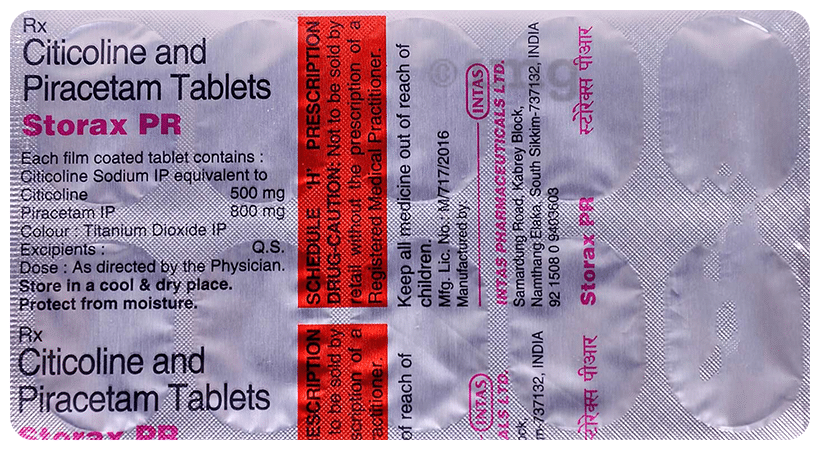 Rx
Citicoline and
Piracetam Tablets
Storax PR
Each film coated tablet contains :
Citicoline Sodium IP equivalent to
Citicoline 500 mg
Piracetam IP 800 mg
Colour : Titanium Dioxide IP
Excipients : Q.S.
Dose : As directed by the Physician.
Store in a cool & dry place.
Protect from moisture.
SCHEDULE 'H' PRESCRIPTION
DRUG-CAUTION: Not to be sold by
retail without the prescription of a
Registered Medical Practitioner.
Keep all medicine out of reach of
children.
Mfg. Lic. No.: M/717/2016
Manufactured by:
INTAS
INTAS PHARMACEUTICALS LTD.
Samardung Road, Kabrey Block,
Namthang Elaka, South Sikkim-737132, INDIA
92 1508 0 9403603
Storax PR स्टोरेक्स पीआर
Rx
Citicoline and
Piracetam Tablets
Storax PR
ESCRIPTION
to be sold by
scription of a
actitioner.
of reach of
INTAS
ALS LTD.
ock,
m-737132, INDIA
टोरेक्स पीआर